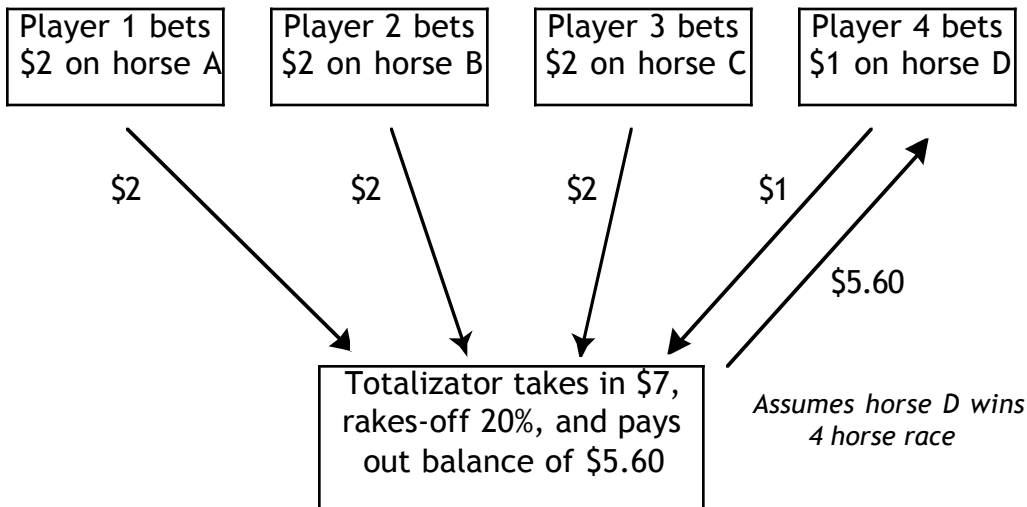 Player 1 bets
$2 on horse A
Player 2 bets
$2 on horse B
Player 3 bets
$2 on horse C
Player 4 bets
$1 on horse D
$2
$2
$2
$1
$5.60
Totalizator takes in $7,
rakes-off 20%, and pays
out balance of $5.60
Assumes horse D wins
4 horse race